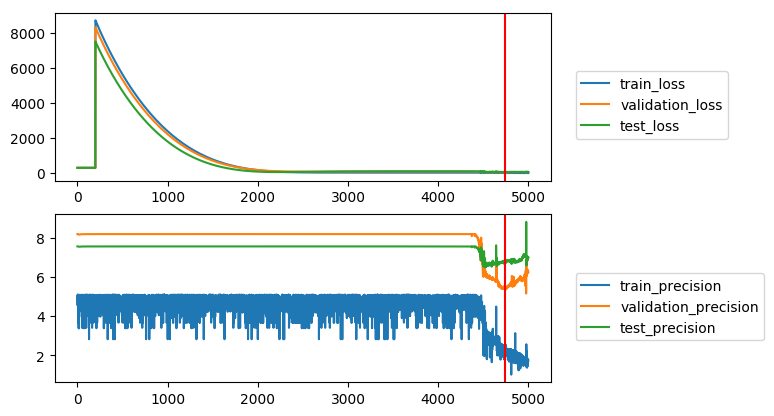 8000
6000
4000
2000
0
0 1000 2000 3000 4000 5000
train_loss
validation_loss
test_loss
8
6
4
2
0 1000 2000 3000 4000 5000
train_precision
validation_precision
test_precision